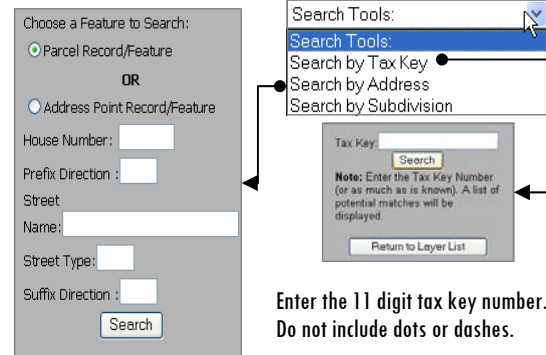 Choose a Feature to Search:
Parcel Record/Feature
OR
Address Point Record/Feature
House Number:
Prefix Direction :
Street
Name:
Street Type:
Suffix Direction :
Search
Search Tools:
Search Tools:
Search by Tax Key
Search by Address
Search by Subdivision
Tax Key:
Search
Note: Enter the Tax Key Number
(or as much as is known). A list of
potential matches will be
displayed.
Return to Layer List
Enter the 11 digit tax key number.
Do not include dots or dashes.